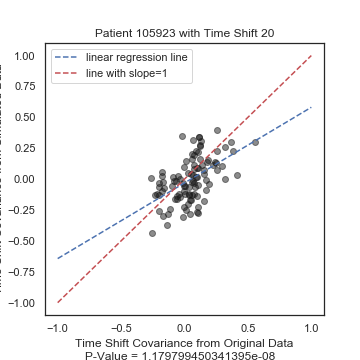 Patient 105923 with Time Shift 20
linear regression line
line with slope=1
1.00
0.75
0.50
0.25
0.00
−0.25
−0.50
−0.75
−1.00
−1.0
−0.5
0.0
0.5
1.0
Time Shift Covariance from Original Data
P-Value = 1.179799450341395e-08